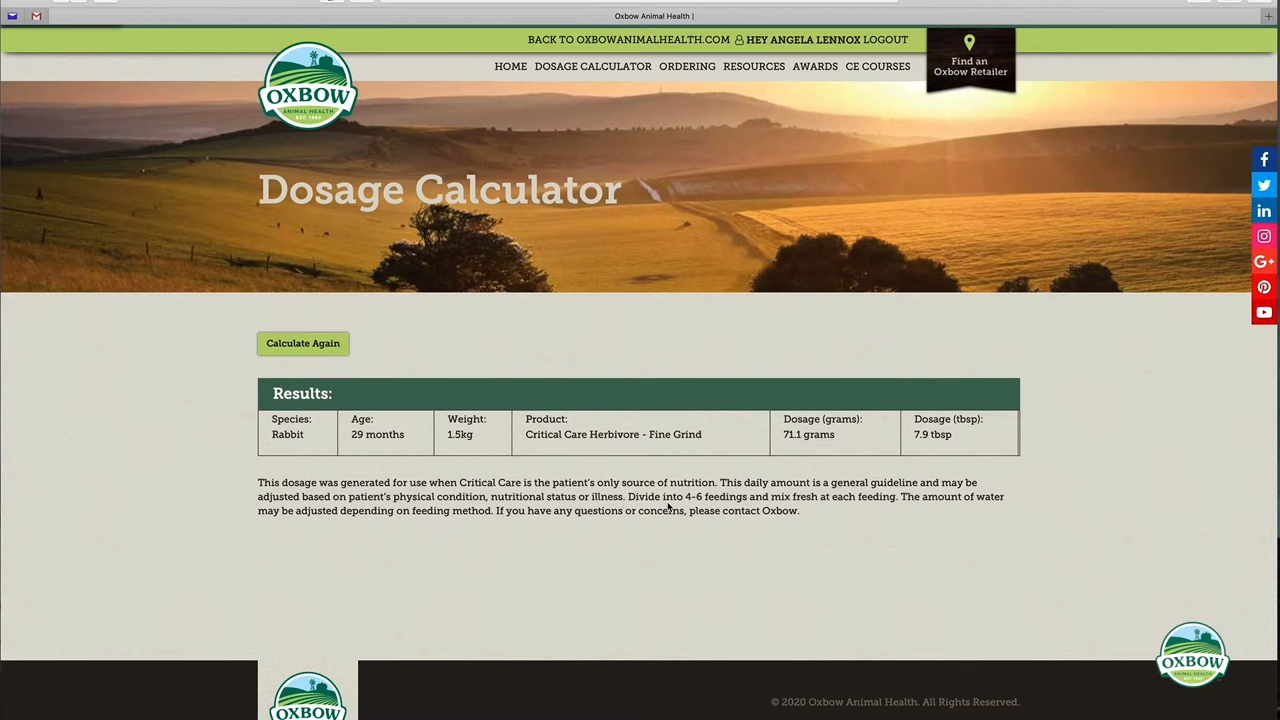 Oxbow Animal Health |
BACK TO OXBOWANIMALHEALTH.COM HEY ANGELA LENNOX LOGOUT
HOME DOSAGE CALCULATOR ORDERING RESOURCES AWARDS CE COURSES
Find an
Oxbow Retailer
OXBOW
ANIMAL HEALTH
EST. 1980
Dosage Calculator
Calculate Again
Results:
Species: Age: Weight: Product: Dosage (grams): Dosage (tbsp):
Rabbit 29 months 1.5kg Critical Care Herbivore - Fine Grind 71.1 grams 7.9 tbsp
This dosage was generated for use when Critical Care is the patient's only source of nutrition. This daily amount is a general guideline and may be
adjusted based on patient's physical condition, nutritional status or illness. Divide into 4-6 feedings and mix fresh at each feeding. The amount of water
may be adjusted depending on feeding method. If you have any questions or concerns, please contact Oxbow.
OXBOW
ANIMAL HEALTH
OXBOW
© 2020 Oxbow Animal Health. All Rights Reserved.